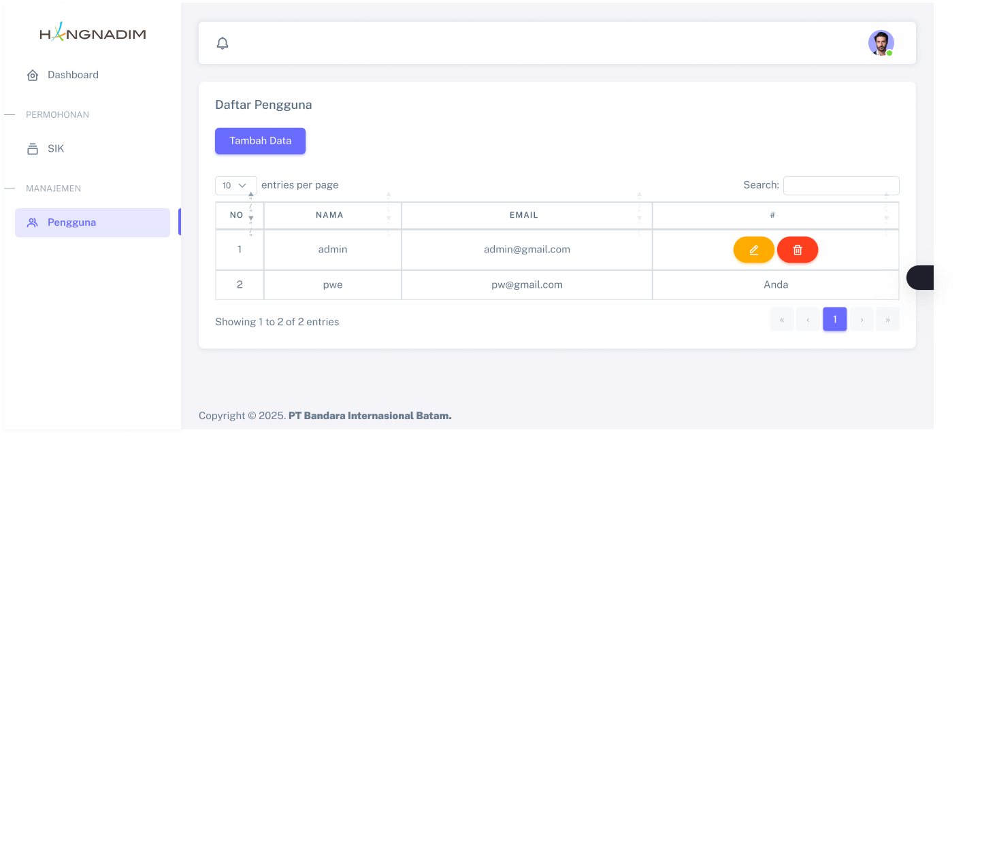 HANGNADIM
Dashboard
PERMOHONAN
SIK
MANAJEMEN
Pengguna
Daftar Pengguna
Tambah Data
10 entries per page
Search:
NO NAMA EMAIL #
1 admin admin@gmail.com
2 pwe pw@gmail.com Anda
Showing 1 to 2 of 2 entries
« ‹ 1 › »
Copyright © 2025. PT Bandara Internasional Batam.